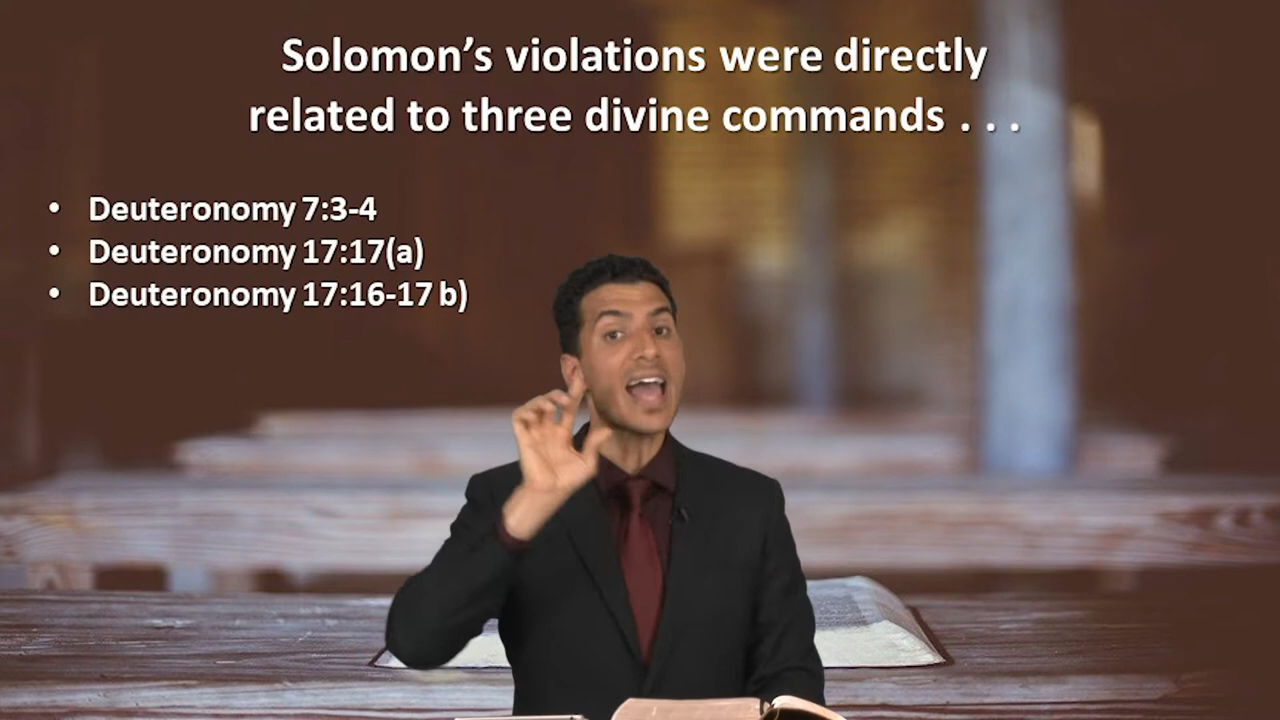 Solomon’s violations were directly
related to three divine commands . . .
• Deuteronomy 7:3-4
• Deuteronomy 17:17(a)
• Deuteronomy 17:16-17 b)